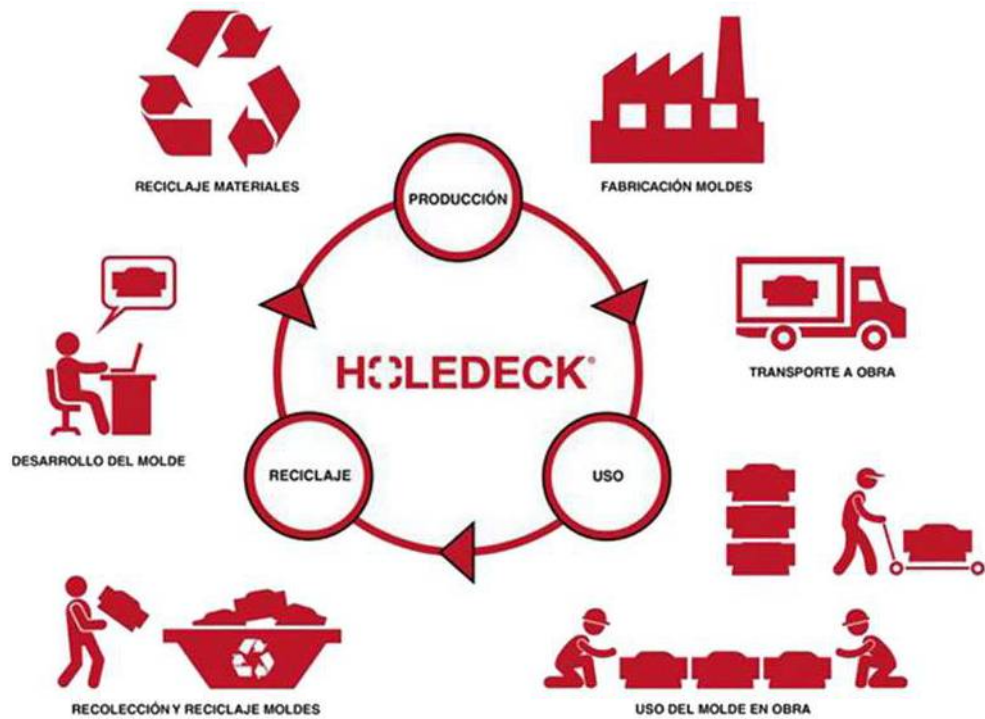 RECICLAJE MATERIALES
FABRICACIÓN MOLDES
PRODUCCIÓN
HOLEDECK®
TRANSPORTE A OBRA
DESARROLLO DEL MOLDE
RECICLAJE
USO
RECOLECCIÓN Y RECICLAJE MOLDES
USO DEL MOLDE EN OBRA